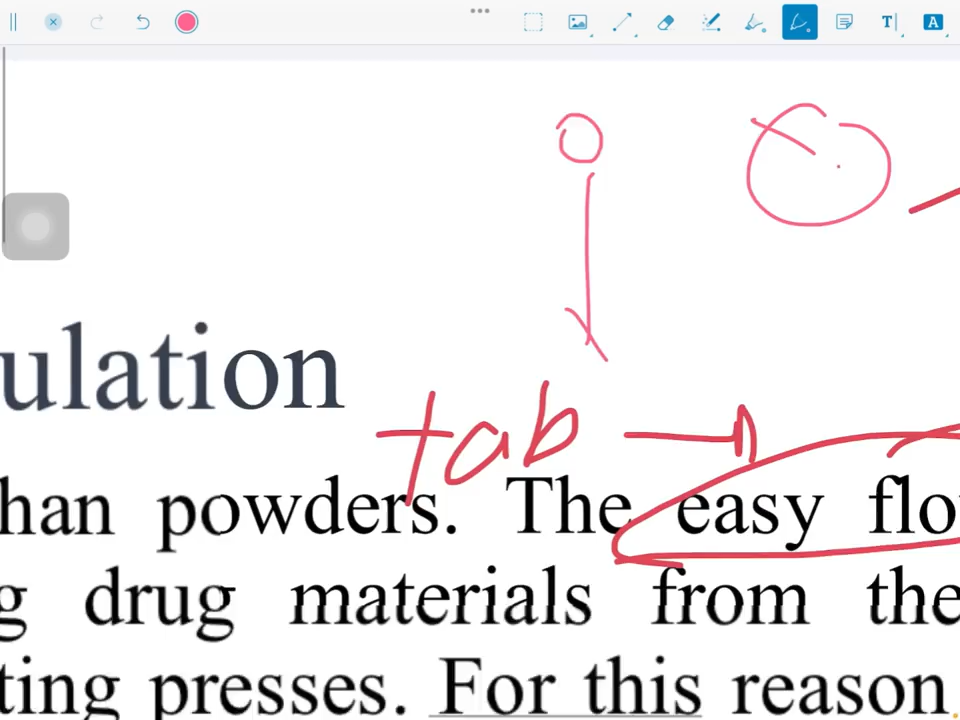 ulation
tab
han powders. The easy flo
g drug materials from the
ting presses. For this reason